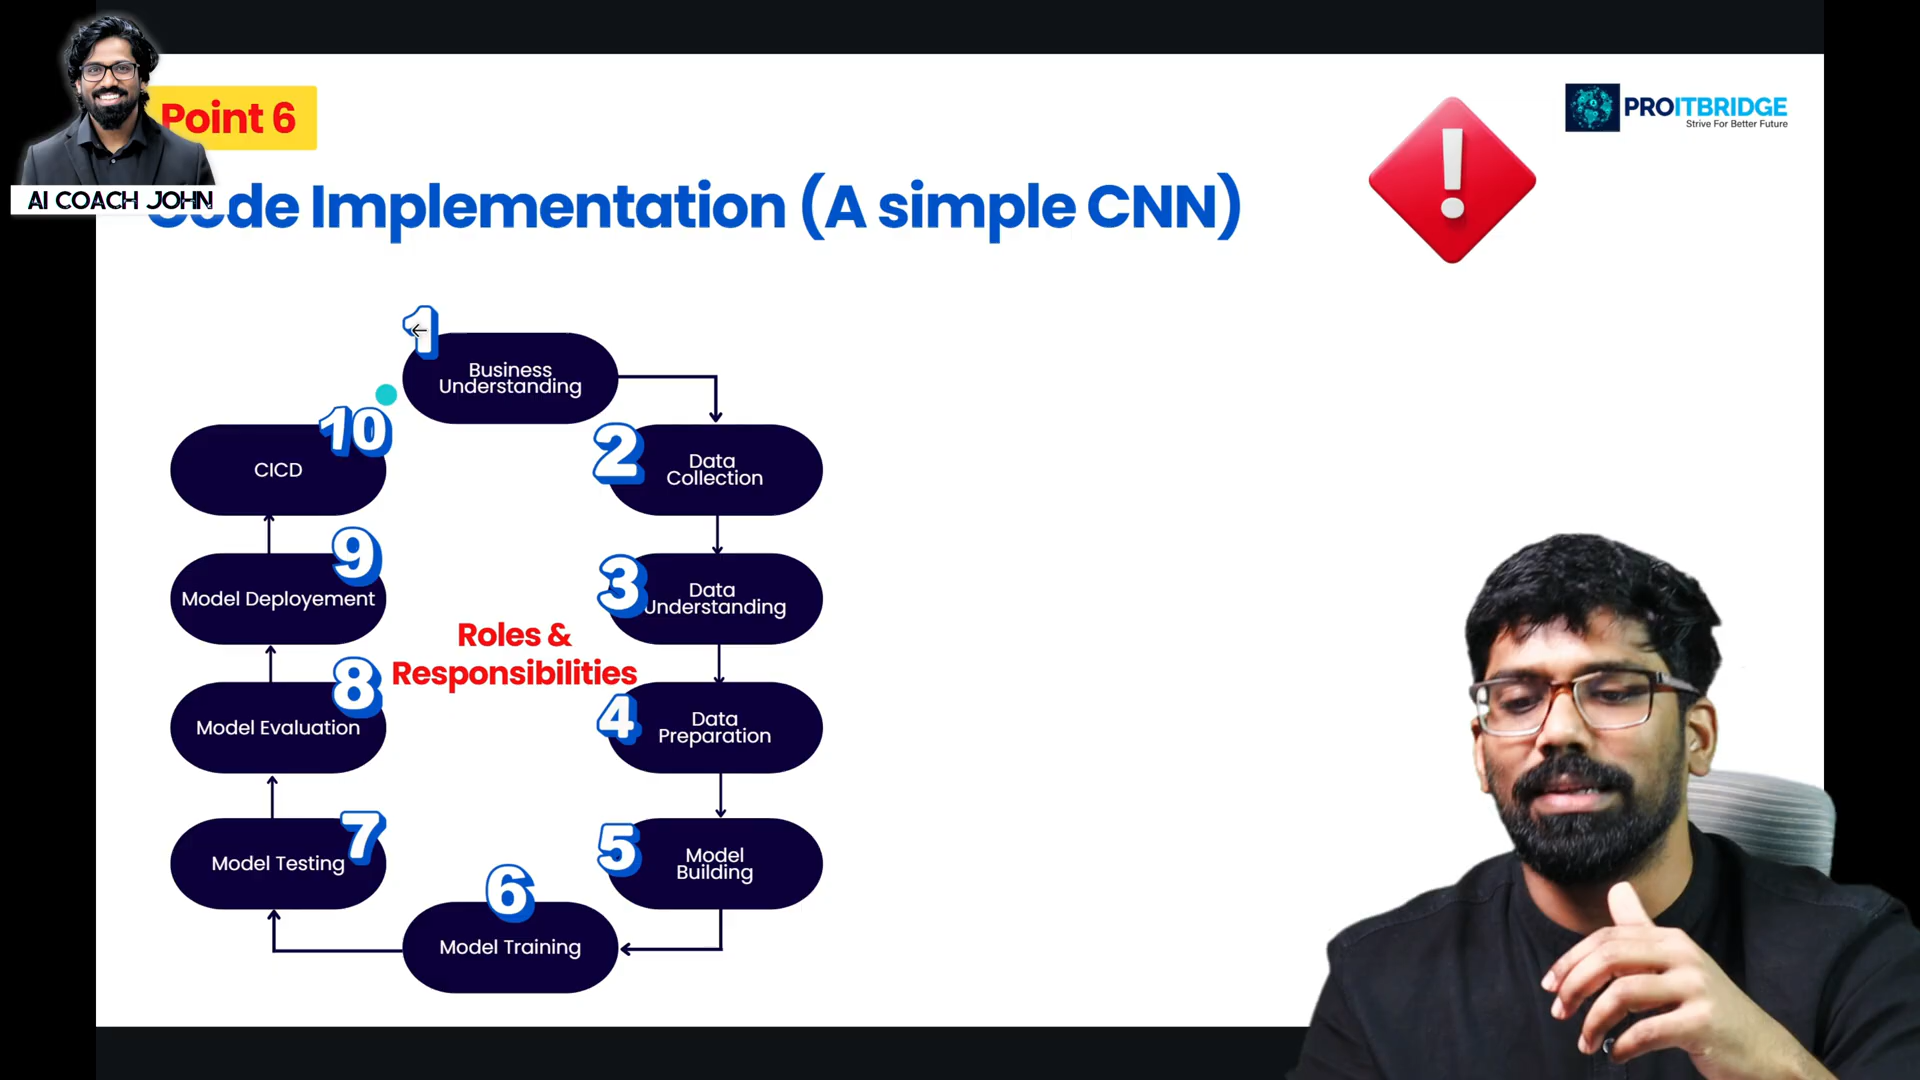 Point 6
PROITBRIDGE
Strive For Better Future
AI COACH JOHN
Code Implementation (A simple CNN)
1
Business
Understanding
10
CICD
2
Data
Collection
9
Model Deployement
3
Data
Understanding
Roles &
Responsibilities
8
Model Evaluation
4
Data
Preparation
7
Model Testing
5
Model
Building
6
Model Training